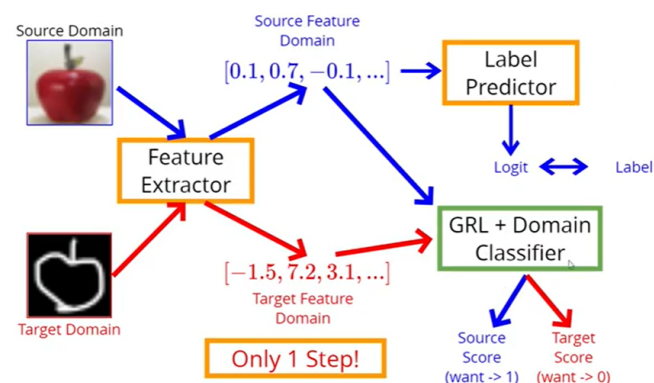 Source Domain
Source Feature
Domain
[0.1, 0.7, −0.1, ...]
Label
Predictor
Feature
Extractor
Logit
Label
GRL + Domain
Classifier
[−1.5, 7.2, 3.1, ...]
Target Feature
Domain
Target Domain
Only 1 Step!
Source
Score
(want -> 1)
Target
Score
(want -> 0)